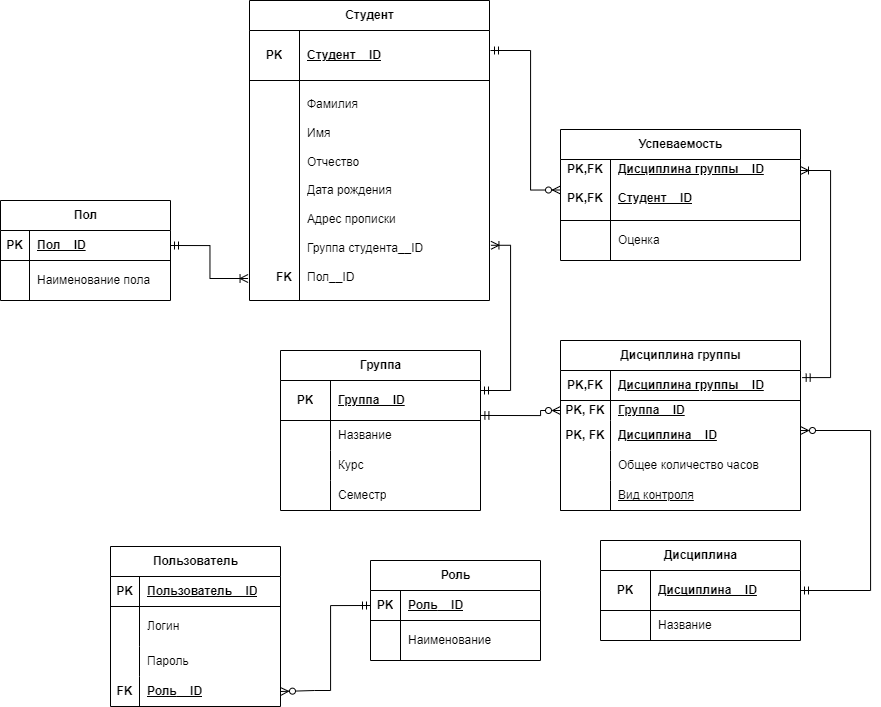 Студент
PK Студент__ID
Фамилия
Имя
Отчество
Дата рождения
Адрес прописки
Группа студента__ID
FK Пол__ID
Успеваемость
PK,FK Дисциплина группы__ID
PK,FK Студент__ID
Оценка
Пол
PK Пол__ID
Наименование пола
Группа
PK Группа__ID
Название
Курс
Семестр
Дисциплина группы
PK,FK Дисциплина группы__ID
PK, FK Группа__ID
PK, FK Дисциплина__ID
Общее количество часов
Вид контроля
Пользователь
PK Пользователь__ID
Логин
Пароль
FK Роль__ID
Роль
PK Роль__ID
Наименование
Дисциплина
PK Дисциплина__ID
Название